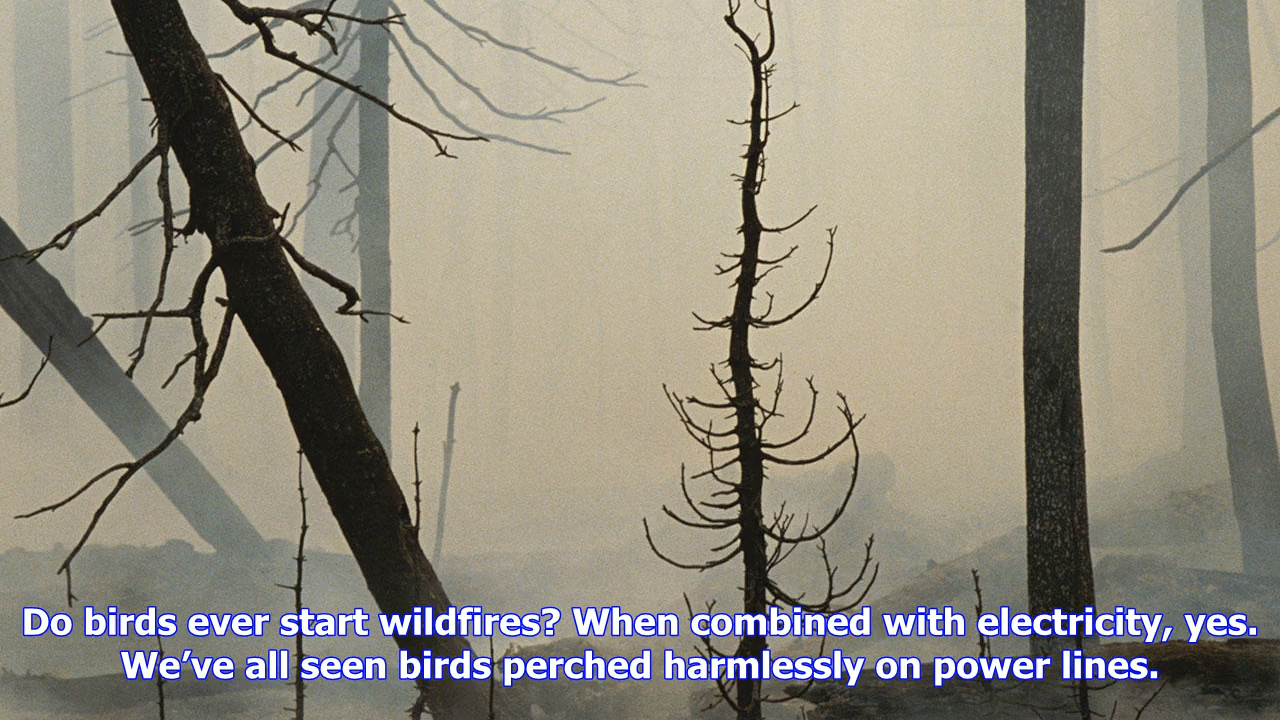 Do birds ever start wildfires? When combined with electricity, yes.
We’ve all seen birds perched harmlessly on power lines.